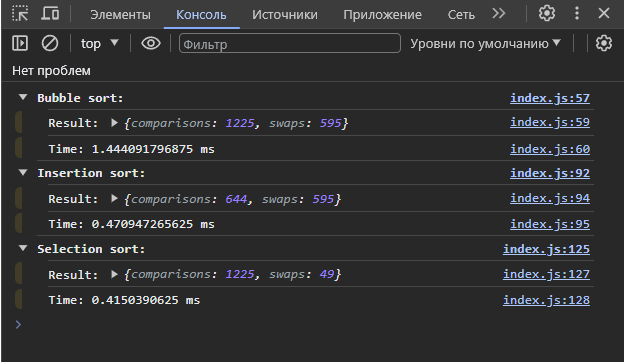 Элементы Консоль Источники Приложение Сеть
top Фильтр Уровни по умолчанию
Нет проблем
Bubble sort: index.js:57
Result: {comparisons: 1225, swaps: 595} index.js:59
Time: 1.444091796875 ms index.js:60
Insertion sort: index.js:92
Result: {comparisons: 644, swaps: 595} index.js:94
Time: 0.470947265625 ms index.js:95
Selection sort: index.js:125
Result: {comparisons: 1225, swaps: 49} index.js:127
Time: 0.4150390625 ms index.js:128